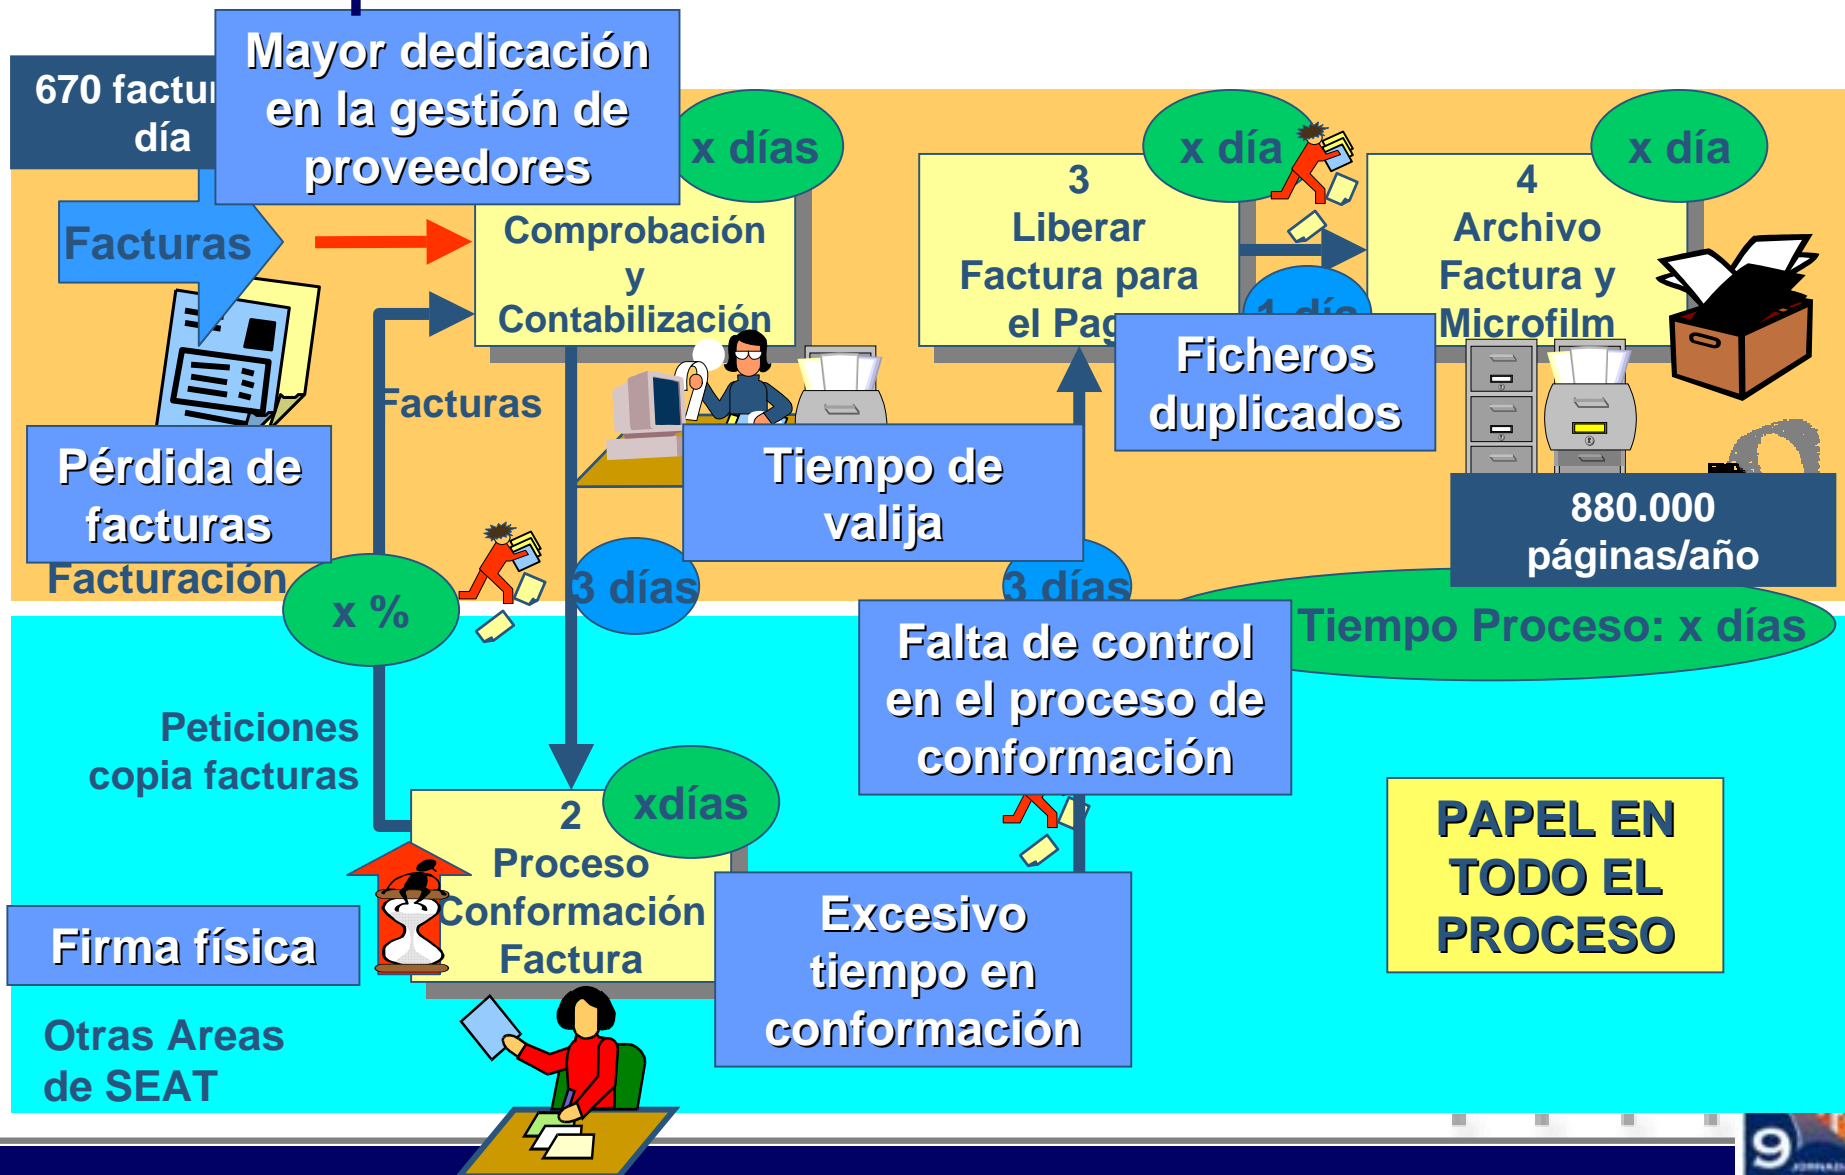 Mayor dedicación
en la gestión de
proveedores
670 factu
día
x días
x día
x día
Facturas
Comprobación
y
Contabilización
3
Liberar
Factura para
el Pag
1 día
4
Archivo
Factura y
Microfilm
Ficheros
duplicados
Facturas
Pérdida de
facturas
Tiempo de
valija
880.000
páginas/año
Facturación
x %
3 días
3 días
Tiempo Proceso: x días
Falta de control
en el proceso de
conformación
Peticiones
copia facturas
2
Proceso
Conformación
Factura
xdías
PAPEL EN
TODO EL
PROCESO
Firma física
Excesivo
tiempo en
conformación
Otras Areas
de SEAT
9